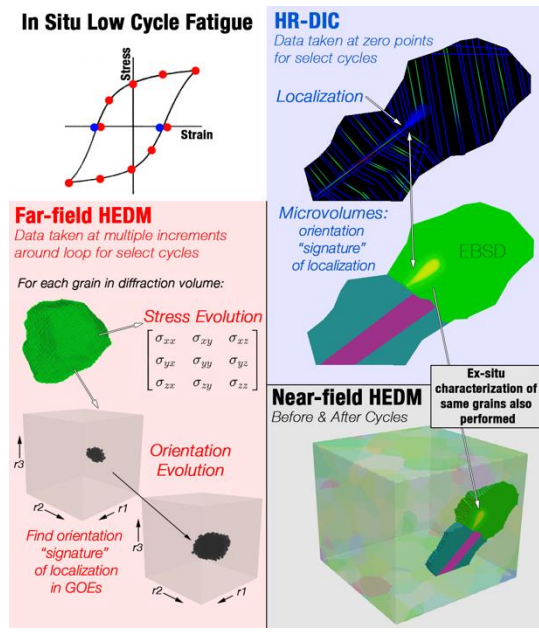 In Situ Low Cycle Fatigue
Stress
Strain
HR-DIC
Data taken at zero points
for select cycles
Localization
Microvolumes:
orientation
“signature”
of localization
EBSD
Far-field HEDM
Data taken at multiple increments
around loop for select cycles
For each grain in diffraction volume:
Stress Evolution
σxx σxy σxz
σyx σyy σyz
σzx σzy σzz
Orientation
Evolution
r3
r2
r1
r3
r2
r1
Find orientation
“signature”
of localization
in GOEs
Near-field HEDM
Before & After Cycles
Ex-situ
characterization of
same grains also
performed